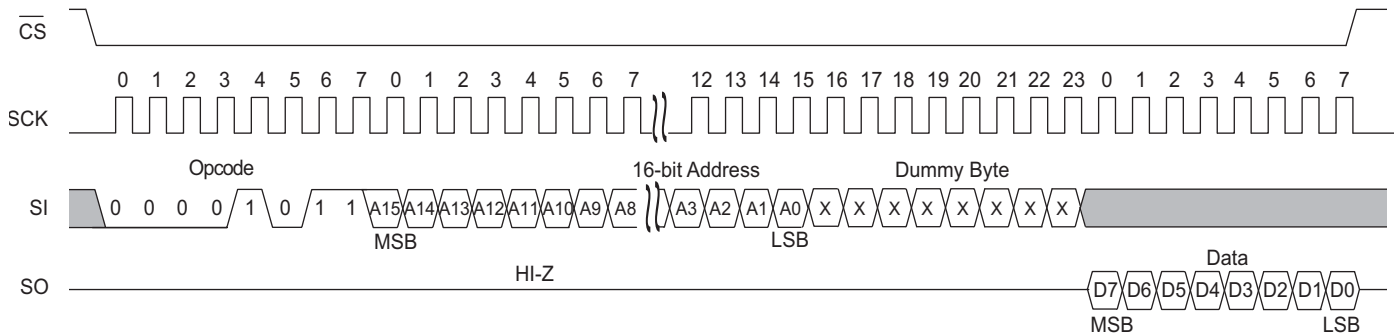 CS
0 1 2 3 4 5 6 7 0 1 2 3 4 5 6 7 12 13 14 15 16 17 18 19 20 21 22 23 0 1 2 3 4 5 6 7
SCK
Opcode 16-bit Address Dummy Byte
SI 0 0 0 0 1 0 1 1 A15 A14 A13 A12 A11 A10 A9 A8 A3 A2 A1 A0 X X X X X X X X
MSB LSB
HI-Z Data
SO D7 D6 D5 D4 D3 D2 D1 D0
MSB LSB